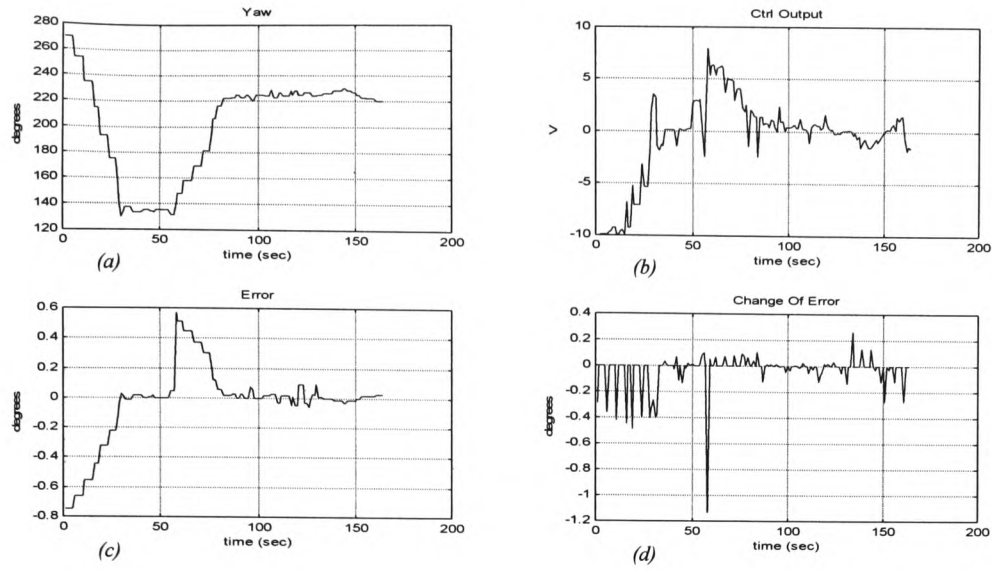 Yaw
280
260
240
220
200
180
160
140
120
degrees
0 50 100 150 200
(a)
time (sec)
Ctrl Output
10
5
0
-5
-10
V
0 50 100 150 200
(b)
time (sec)
Error
0.6
0.4
0.2
0
-0.2
-0.4
-0.6
-0.8
degrees
0 50 100 150 200
(c)
time (sec)
Change Of Error
0.4
0.2
0
-0.2
-0.4
-0.6
-0.8
-1
-1.2
degrees
0 50 100 150 200
(d)
time (sec)